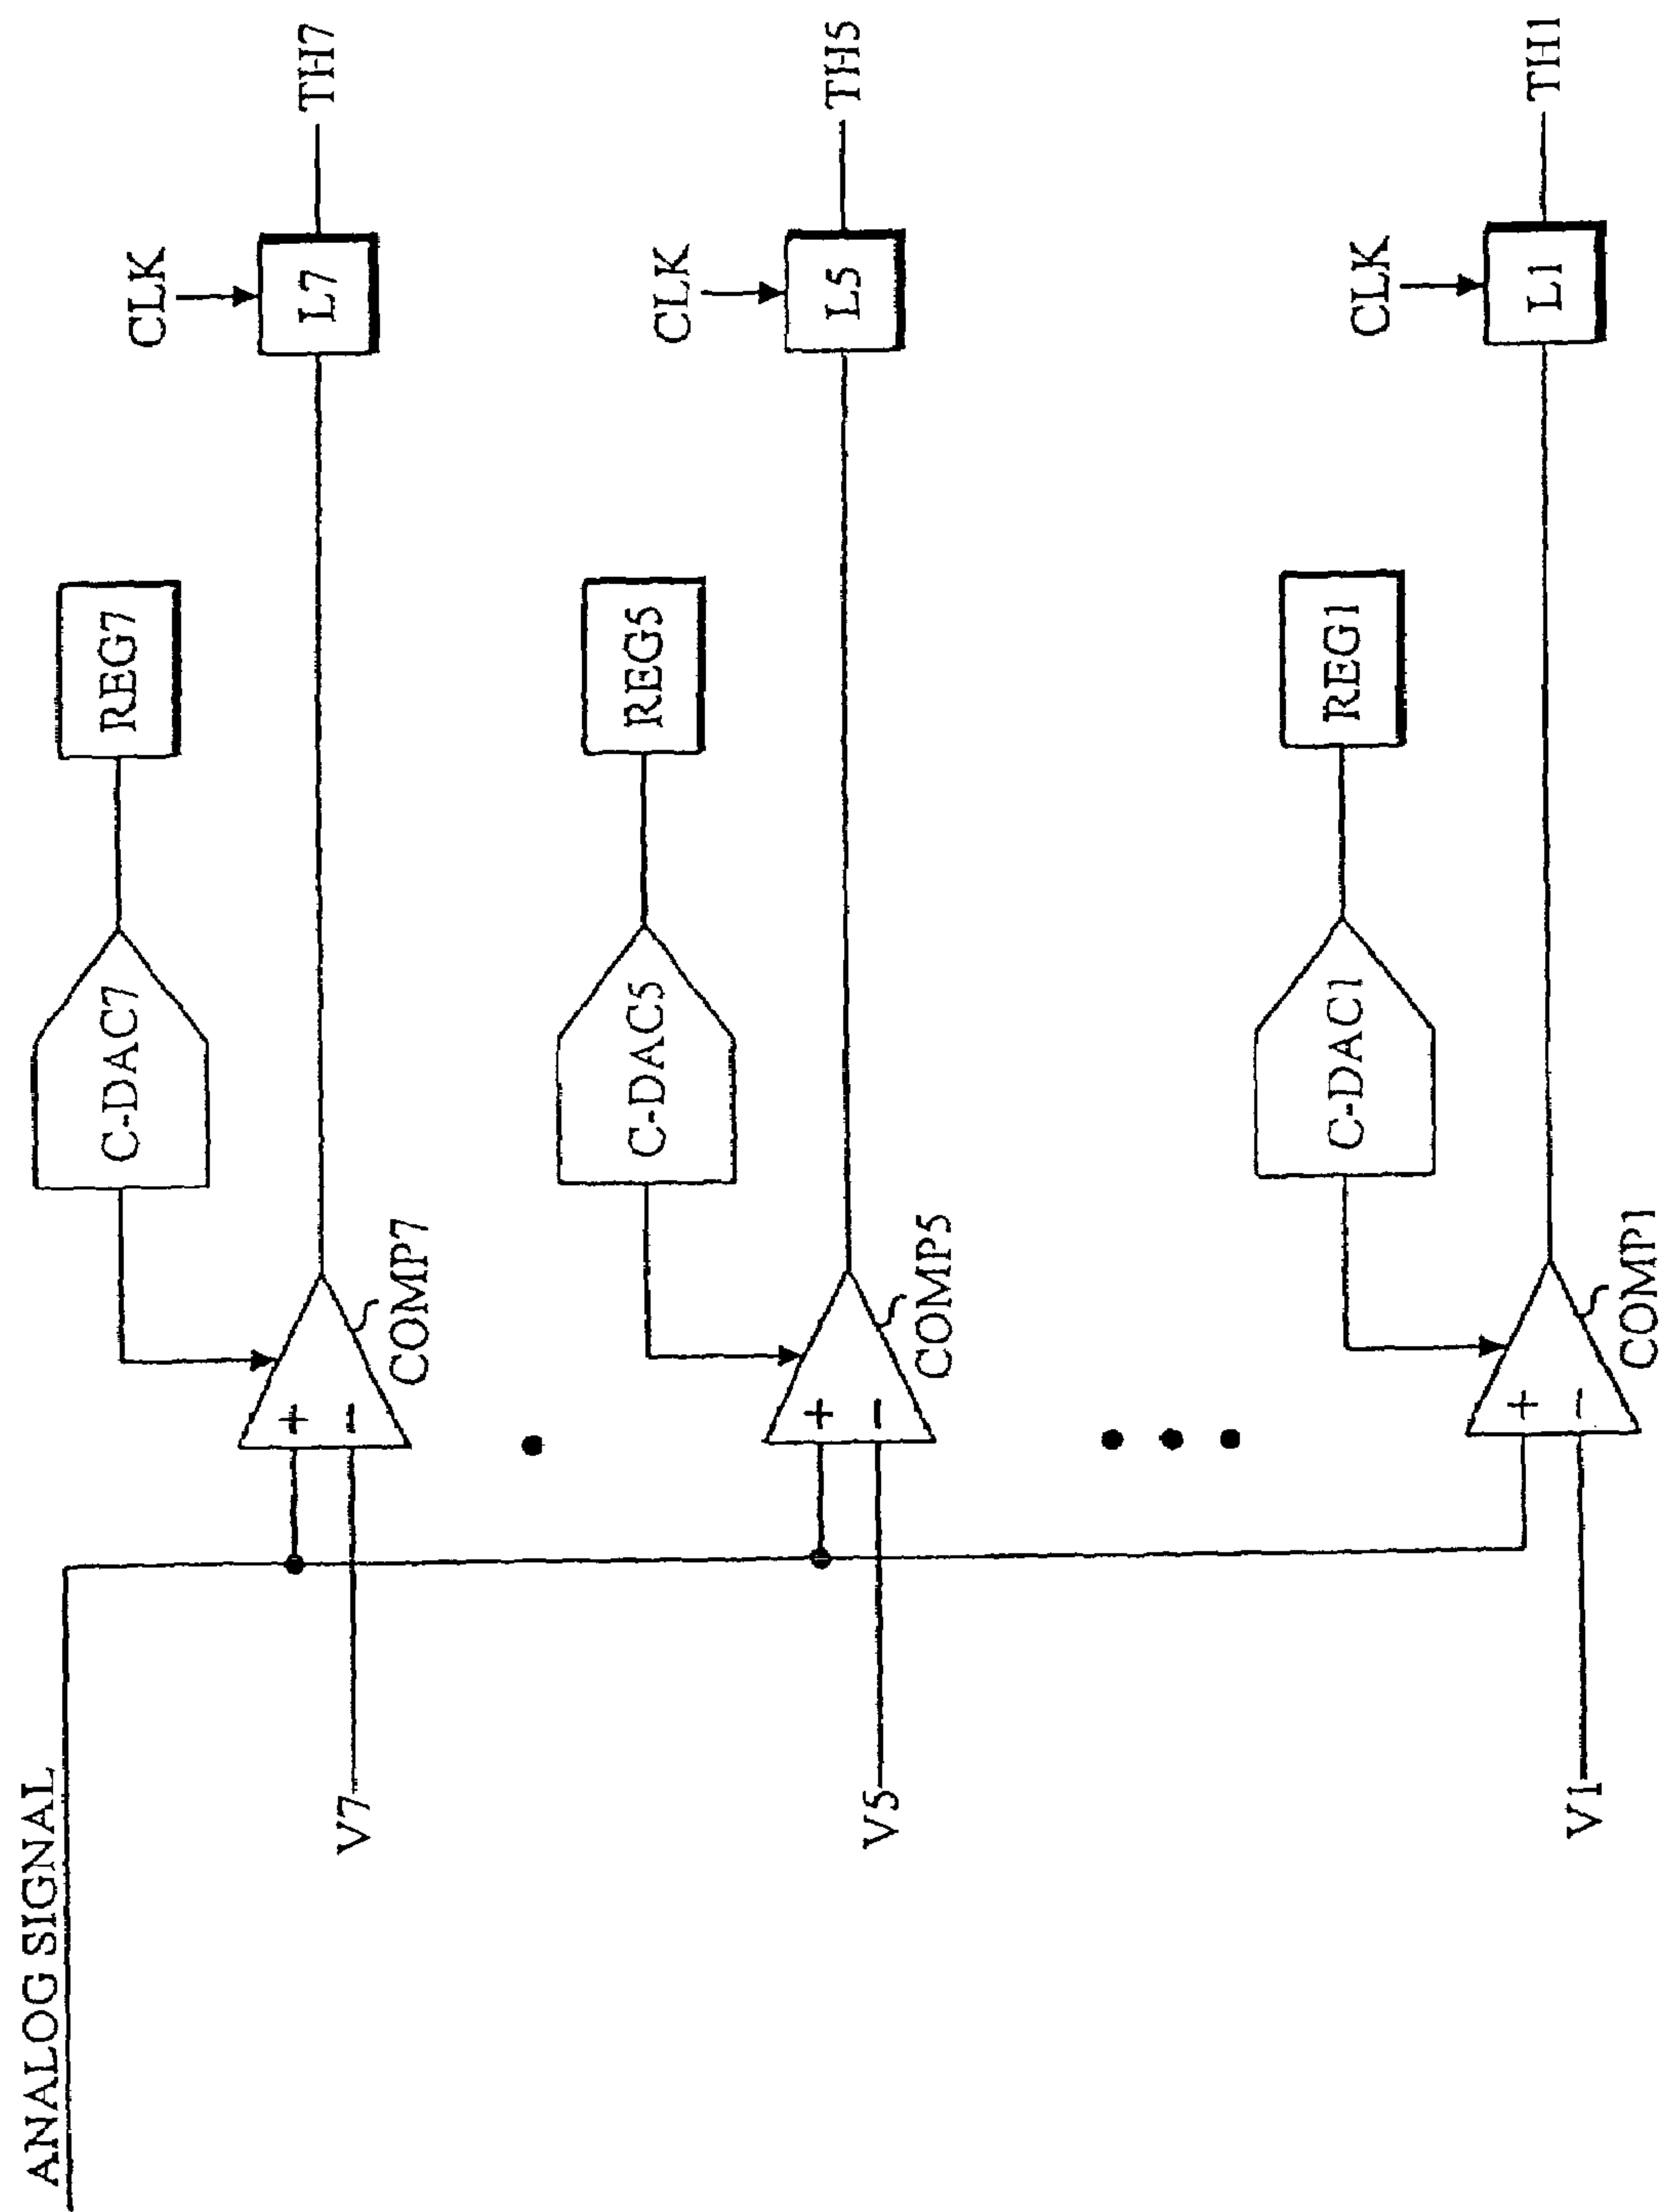 ANALOG SIGNAL
C-DAC7
REG7
CLK
V7
+
−
COMP7
L7
TH7
C-DAC5
REG5
CLK
V5
+
−
COMP5
L5
TH5
C-DAC1
REG1
CLK
V1
+
−
COMP1
L1
TH1